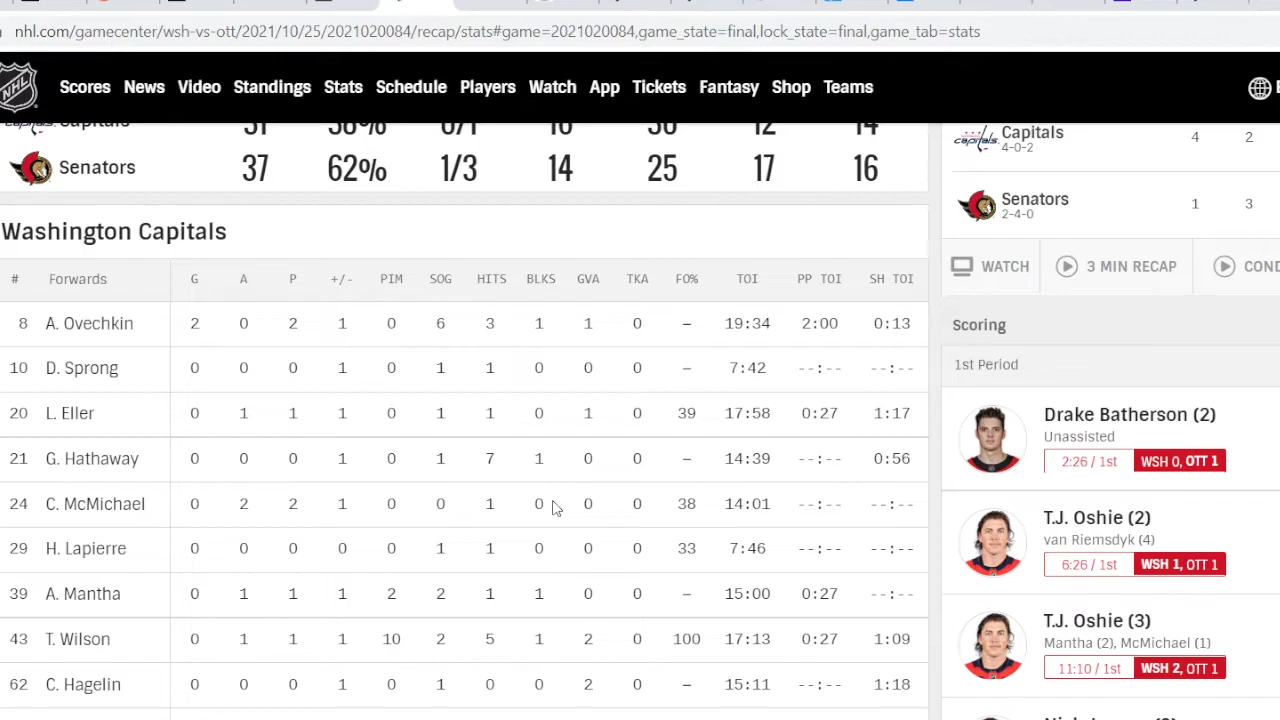 nhl.com/gamecenter/wsh-vs-ott/2021/10/25/2021020084/recap/stats#game=2021020084,game_state=final,lock_state=final,game_tab=stats
NHL Scores News Video Standings Stats Schedule Players Watch App Tickets Fantasy Shop Teams
Capitals 31 38% 0/1 16 30 12 14
Senators 37 62% 1/3 14 25 17 16
Washington Capitals
# Forwards G A P +/- PIM SOG HITS BLKS GVA TKA FO% TOI PP TOI SH TOI
8 A. Ovechkin 2 0 2 1 0 6 3 1 1 0 – 19:34 2:00 0:13
10 D. Sprong 0 0 0 1 0 1 1 0 0 0 – 7:42 --:-- --:--
20 L. Eller 0 1 1 1 0 1 1 0 1 0 39 17:58 0:27 1:17
21 G. Hathaway 0 0 0 1 0 1 7 1 0 0 – 14:39 --:-- 0:56
24 C. McMichael 0 2 2 1 0 0 1 0 0 0 38 14:01 --:-- --:--
29 H. Lapierre 0 0 0 0 0 1 1 0 0 0 33 7:46 --:-- --:--
39 A. Mantha 0 1 1 1 2 2 1 1 0 0 – 15:00 0:27 --:--
43 T. Wilson 0 1 1 1 10 2 5 1 2 0 100 17:13 0:27 1:09
62 C. Hagelin 0 0 0 1 0 1 0 0 2 0 – 15:11 --:-- 1:18
capitals Capitals 4 2
4-0-2
Senators 1 3
2-4-0
WATCH 3 MIN RECAP
Scoring
1st Period
Drake Batherson (2)
Unassisted
2:26 / 1st WSH 0, OTT 1
T.J. Oshie (2)
van Riemsdyk (4)
6:26 / 1st WSH 1, OTT 1
T.J. Oshie (3)
Mantha (2), McMichael (1)
11:10 / 1st WSH 2, OTT 1